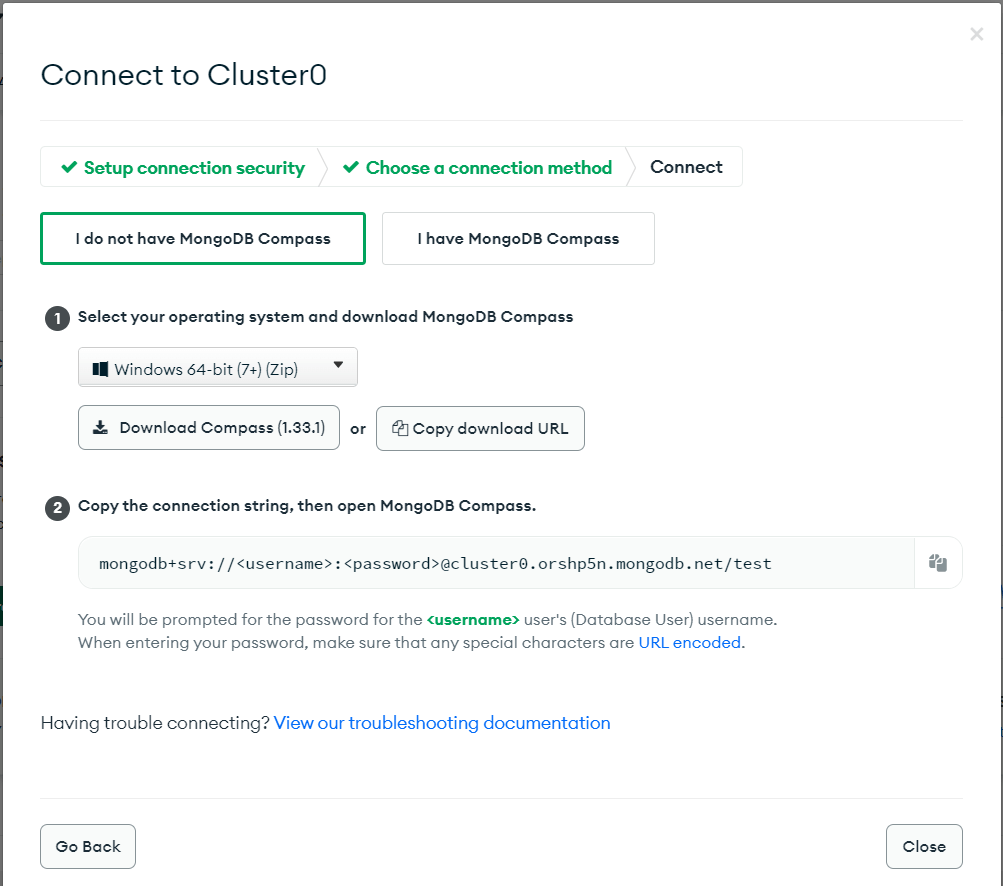 Connect to Cluster0
Setup connection security
Choose a connection method
Connect
I do not have MongoDB Compass
I have MongoDB Compass
1 Select your operating system and download MongoDB Compass
Windows 64-bit (7+) (Zip)
Download Compass (1.33.1) or Copy download URL
2 Copy the connection string, then open MongoDB Compass.
mongodb+srv://<username>:<password>@cluster0.orshp5n.mongodb.net/test
You will be prompted for the password for the <username> user's (Database User) username.
When entering your password, make sure that any special characters are URL encoded.
Having trouble connecting? View our troubleshooting documentation
Go Back
Close